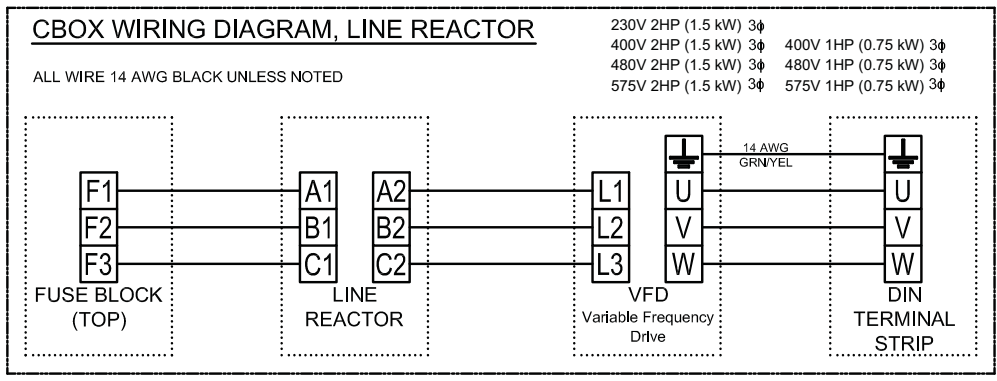 CBOX WIRING DIAGRAM, LINE REACTOR
ALL WIRE 14 AWG BLACK UNLESS NOTED
230V 2HP (1.5 kW) 3ϕ
400V 2HP (1.5 kW) 3ϕ 400V 1HP (0.75 kW) 3ϕ
480V 2HP (1.5 kW) 3ϕ 480V 1HP (0.75 kW) 3ϕ
575V 2HP (1.5 kW) 3ϕ 575V 1HP (0.75 kW) 3ϕ
14 AWG
GRN/YEL
F1 A1 A2 L1 U U
F2 B1 B2 L2 V V
F3 C1 C2 L3 W W
FUSE BLOCK
(TOP)
LINE
REACTOR
VFD
Variable Frequency
Drive
DIN
TERMINAL
STRIP